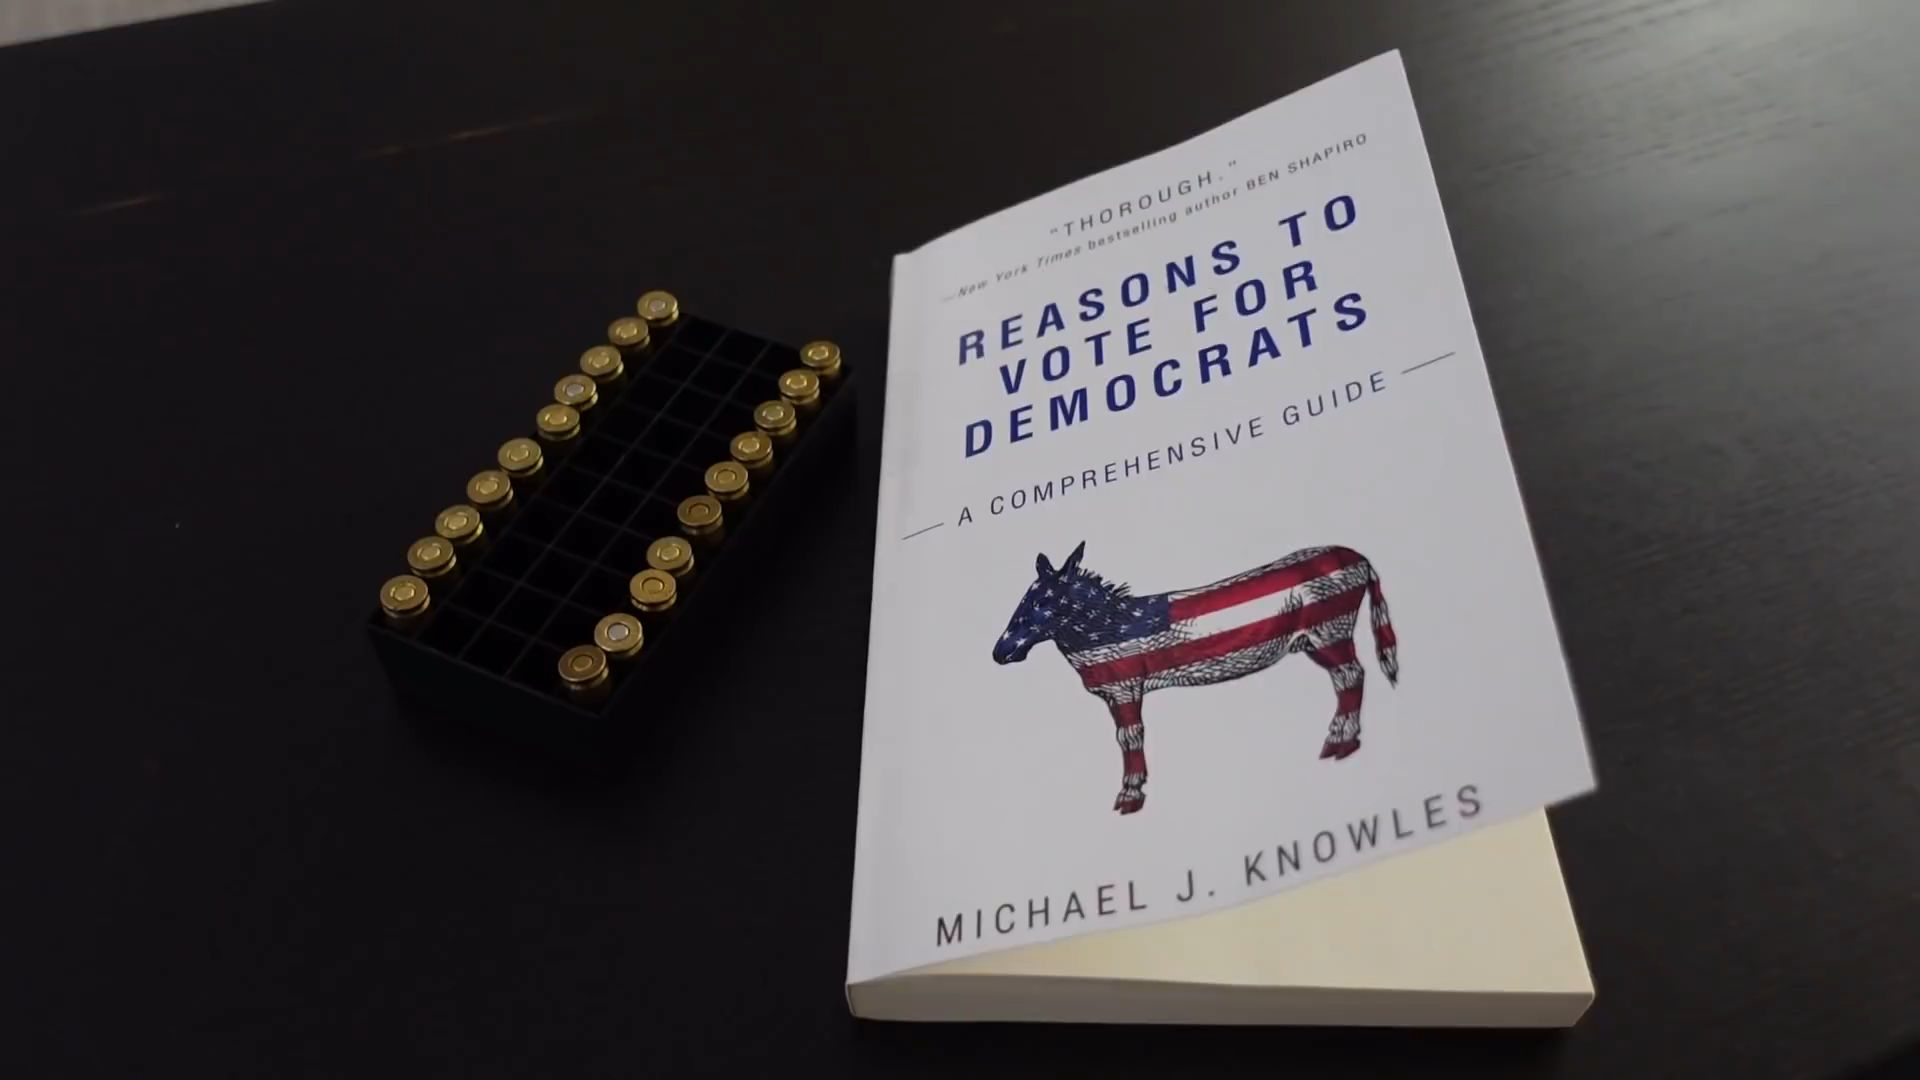 "THOROUGH."
—New York Times bestselling author BEN SHAPIRO
REASONS TO
VOTE FOR
DEMOCRATS
A COMPREHENSIVE GUIDE
MICHAEL J. KNOWLES